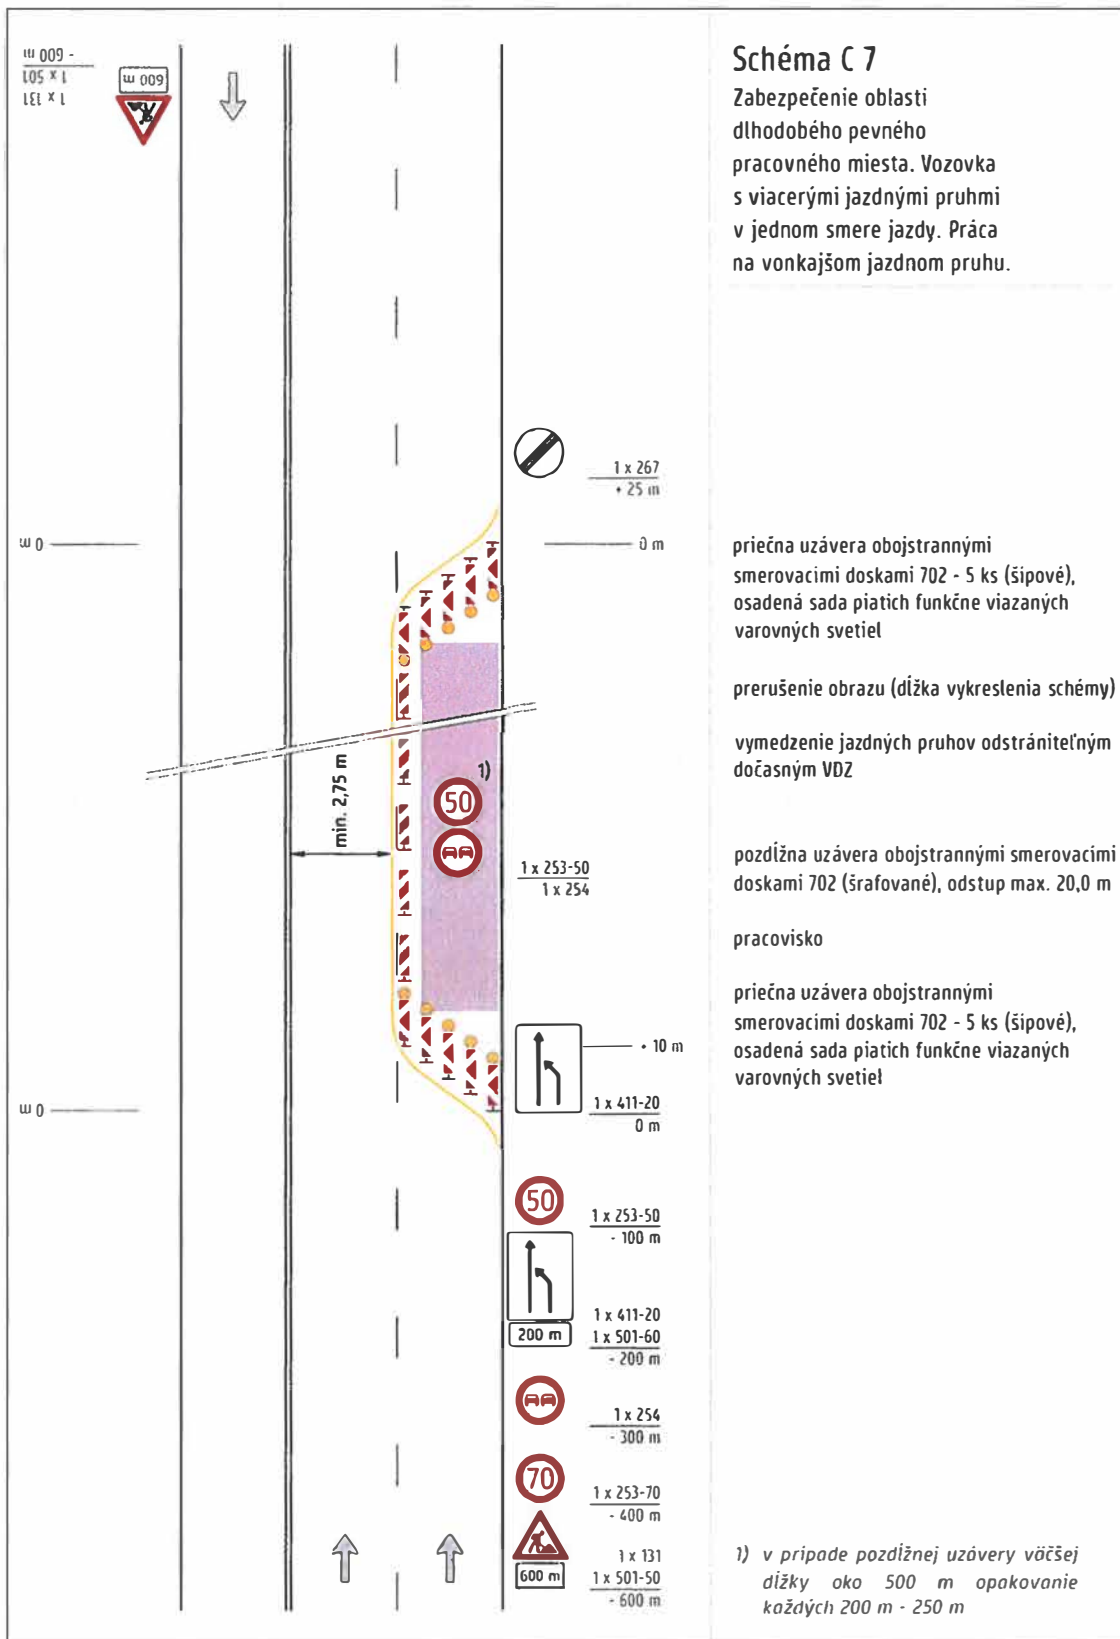 Schéma C 7
Zabezpečenie oblasti
dlhodobého pevného
pracovného miesta. Vozovka
s viacerými jazdnými pruhmi
v jednom smere jazdy. Práca
na vonkajšom jazdnom pruhu.
1 x 131
1 x 501
- 600 m
600 m
1 x 267
+ 25 m
0 m
0 m
priečna uzávera obojstrannými
smerovacími doskami 702 - 5 ks (šípové),
osadená sada piatich funkčne viazaných
varovných svetiel
prerušenie obrazu (dĺžka vykreslenia schémy)
vymedzenie jazdných pruhov odstrániteľným
dočasným VDZ
min. 2,75 m
1)
50
1 x 253-50
1 x 254
pozdĺžna uzávera obojstrannými smerovacími
doskami 702 (šrafované), odstup max. 20,0 m
pracovisko
priečna uzávera obojstrannými
smerovacími doskami 702 - 5 ks (šípové),
osadená sada piatich funkčne viazaných
varovných svetiel
+ 10 m
1 x 411-20
0 m
0 m
50
1 x 253-50
- 100 m
1 x 411-20
200 m
1 x 501-60
- 200 m
1 x 254
- 300 m
70
1 x 253-70
- 400 m
1 x 131
600 m
1 x 501-50
- 600 m
1) v prípade pozdĺžnej uzávery väčšej
dĺžky oko 500 m opakovanie
každých 200 m - 250 m